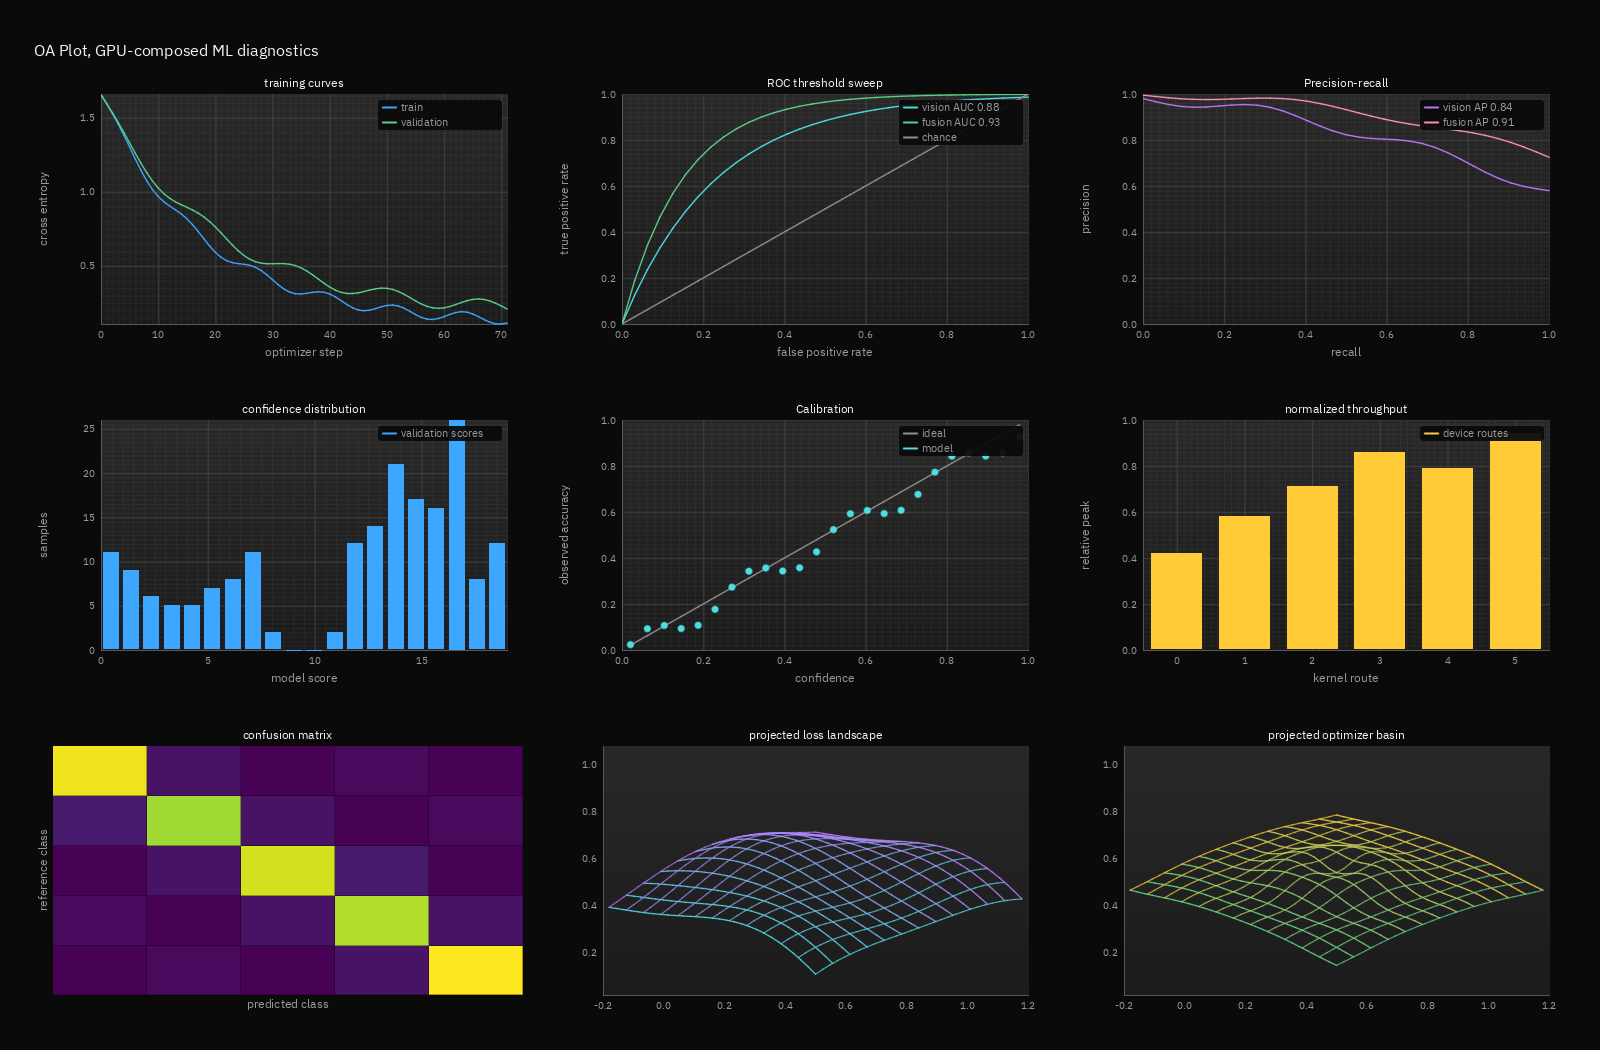 OA Plot, GPU-composed ML diagnostics
training curves
train
validation
1.5
1.0
0.5
cross entropy
0 10 20 30 40 50 60 70
optimizer step
ROC threshold sweep
vision AUC 0.88
fusion AUC 0.93
chance
1.0
0.8
0.6
0.4
0.2
0.0
true positive rate
0.0 0.2 0.4 0.6 0.8 1.0
false positive rate
Precision-recall
vision AP 0.84
fusion AP 0.91
1.0
0.8
0.6
0.4
0.2
0.0
precision
0.0 0.2 0.4 0.6 0.8 1.0
recall
confidence distribution
validation scores
25
20
15
10
5
0
samples
0 5 10 15
model score
Calibration
ideal
model
1.0
0.8
0.6
0.4
0.2
0.0
observed accuracy
0.0 0.2 0.4 0.6 0.8 1.0
confidence
normalized throughput
device routes
1.0
0.8
0.6
0.4
0.2
0.0
relative peak
0 1 2 3 4 5
kernel route
confusion matrix
reference class
predicted class
projected loss landscape
1.0
0.8
0.6
0.4
0.2
-0.2 0.0 0.2 0.4 0.6 0.8 1.0 1.2
projected optimizer basin
1.0
0.8
0.6
0.4
0.2
-0.2 0.0 0.2 0.4 0.6 0.8 1.0 1.2